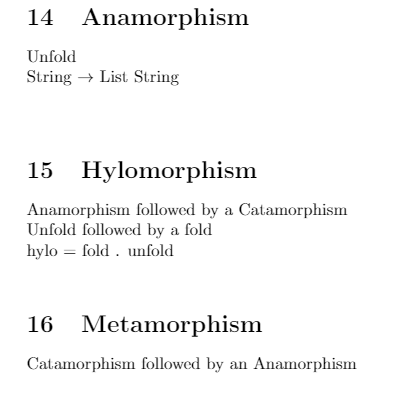 14 Anamorphism
Unfold
String → List String
15 Hylomorphism
Anamorphism followed by a Catamorphism
Unfold followed by a fold
hylo = fold . unfold
16 Metamorphism
Catamorphism followed by an Anamorphism